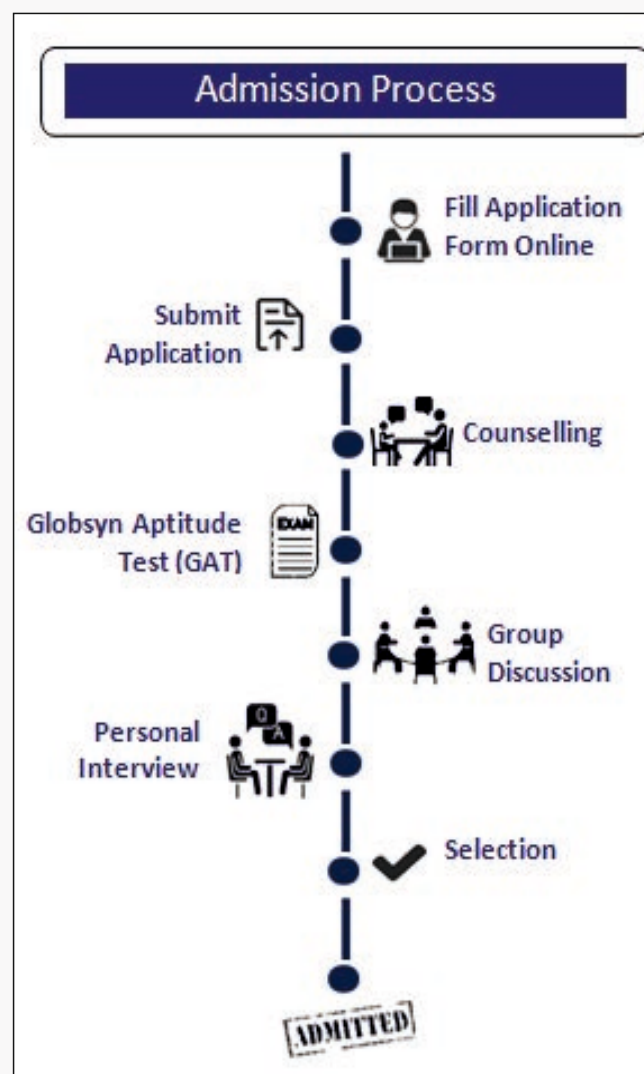 Admission Process
Fill Application
Form Online
Submit
Application
Counselling
EXAM
Globsyn Aptitude
Test (GAT)
Group
Discussion
Q
A
Personal
Interview
Selection
ADMITTED